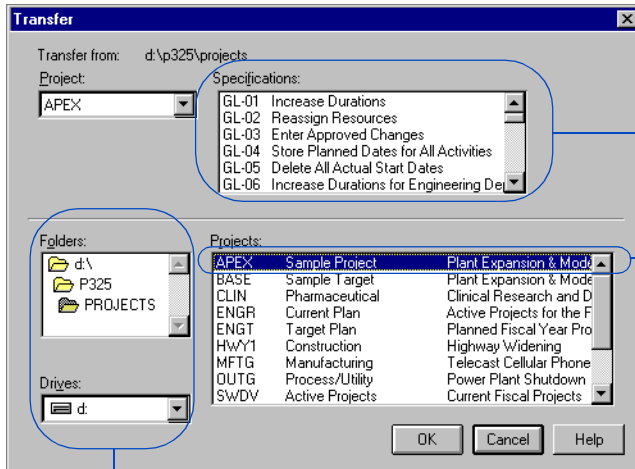 Transfer
Transfer from: d:\p325\projects
Project:
APEX
Specifications:
GL-01 Increase Durations
GL-02 Reassign Resources
GL-03 Enter Approved Changes
GL-04 Store Planned Dates for All Activities
GL-05 Delete All Actual Start Dates
GL-06 Increase Durations for Engineering De
Folders:
d:\
P325
PROJECTS
Drives:
d:
Projects:
APEX Sample Project Plant Expansion & Mode
BASE Sample Target Plant Expansion & Mode
CLIN Pharmaceutical Clinical Research and D
ENGR Current Plan Active Projects for the F
ENGT Target Plan Planned Fiscal Year Pro
HWY1 Construction Highway Widening
MFTG Manufacturing Telecast Cellular Phone
OUTG Process/Utility Power Plant Shutdown
SWDV Active Projects Current Fiscal Projects
OK Cancel Help